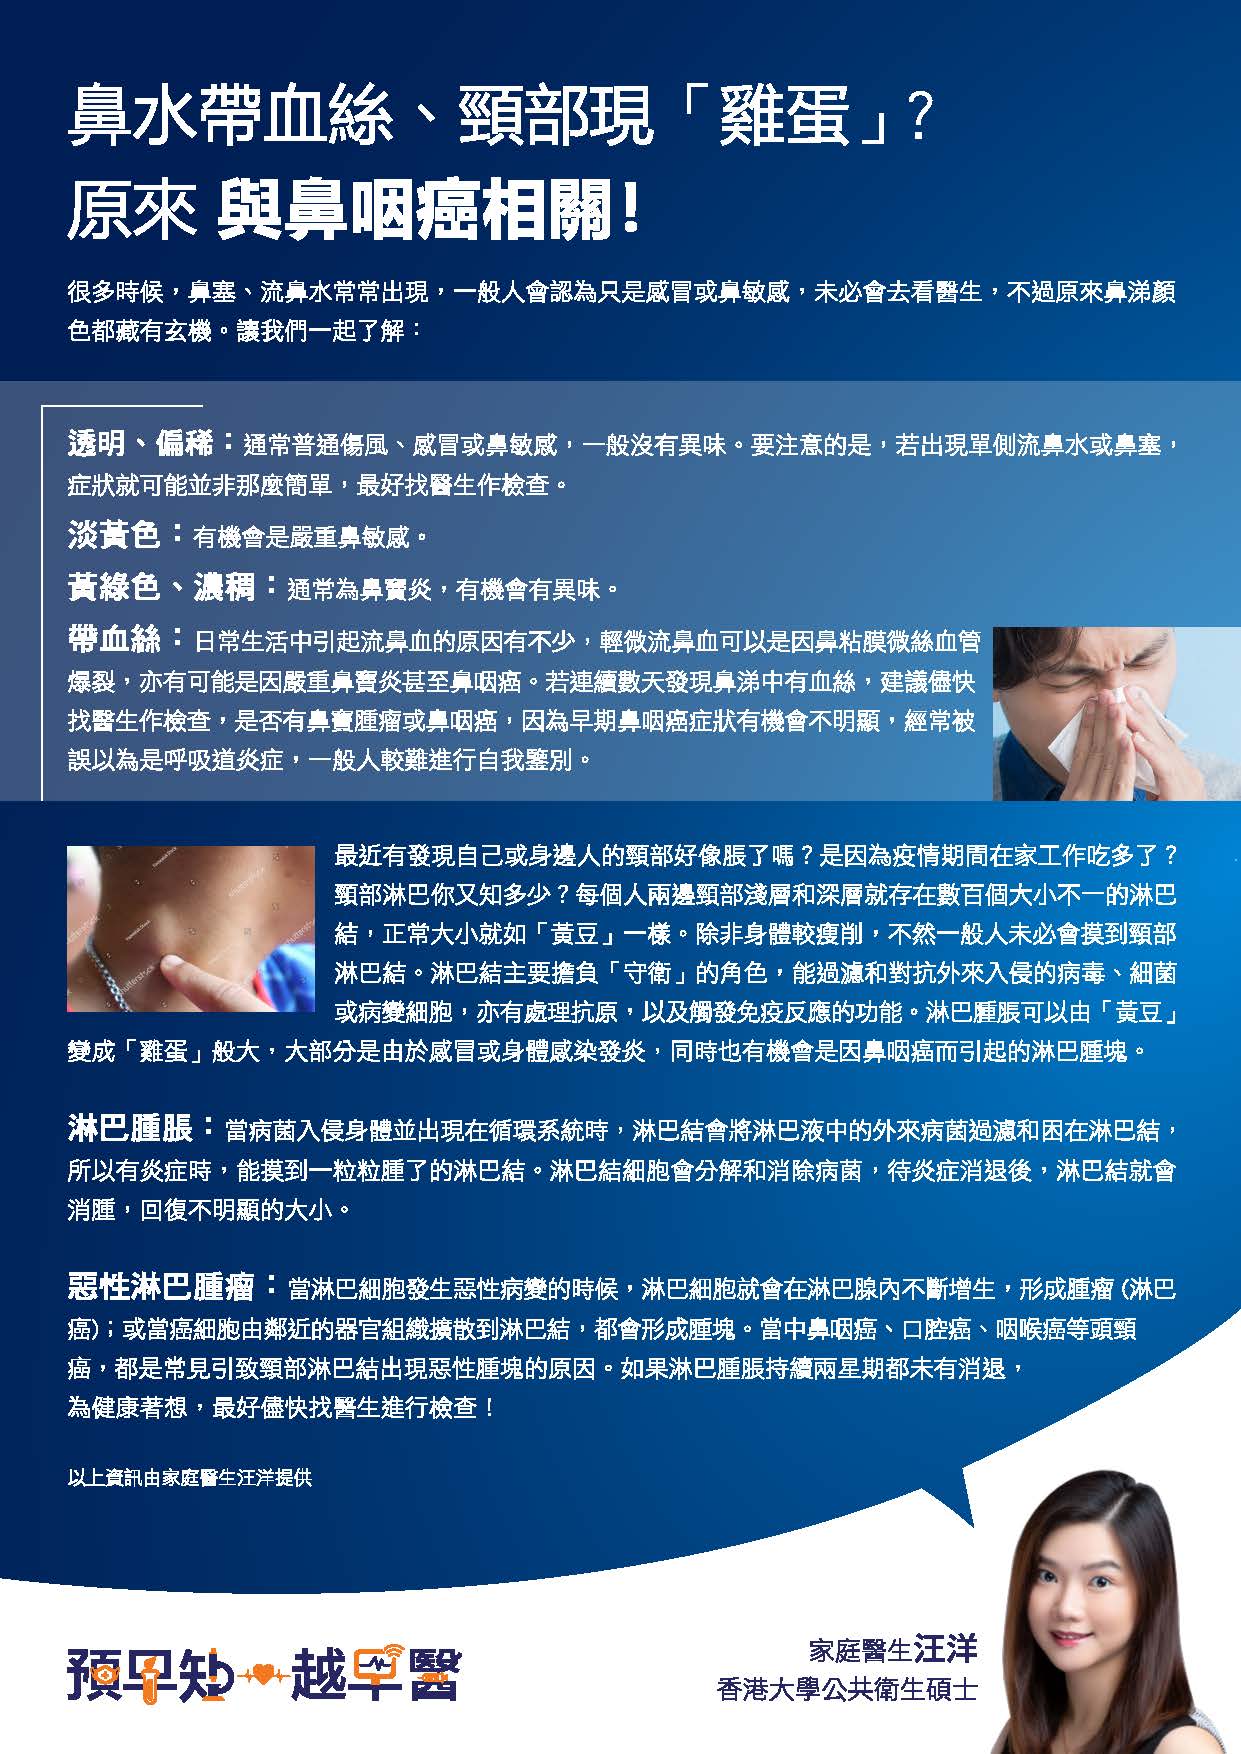 鼻水帶血絲、頸部現「雞蛋」?
原來 與鼻咽癌相關!
很多時候，鼻塞、流鼻水常常出現，一般人會認為只是感冒或鼻敏感，未必會去看醫生，不過原來鼻涕顏
色都藏有玄機。讓我們一起了解：
透明、偏稀：通常普通傷風、感冒或鼻敏感，一般沒有異味。要注意的是，若出現單側流鼻水或鼻塞，
症狀就可能並非那麼簡單，最好找醫生作檢查。
淡黃色：有機會是嚴重鼻敏感。
黃綠色、濃稠：通常為鼻竇炎，有機會有異味。
帶血絲：日常生活中引起流鼻血的原因有不少，輕微流鼻血可以是因鼻粘膜微絲血管
爆裂，亦有可能是因嚴重鼻竇炎甚至鼻咽癌。若連續數天發現鼻涕中有血絲，建議儘快
找醫生作檢查，是否有鼻竇腫瘤或鼻咽癌，因為早期鼻咽癌症狀有機會不明顯，經常被
誤以為是呼吸道炎症，一般人較難進行自我鑒別。
最近有發現自己或身邊人的頸部好像脹了嗎？是因為疫情期間在家工作吃多了？
頸部淋巴你又知多少？每個人兩邊頸部淺層和深層就存在數百個大小不一的淋巴
結，正常大小就如「黃豆」一樣。除非身體較瘦削，不然一般人未必會摸到頸部
淋巴結。淋巴結主要擔負「守衛」的角色，能過濾和對抗外來入侵的病毒、細菌
或病變細胞，亦有處理抗原，以及觸發免疫反應的功能。淋巴腫脹可以由「黃豆」
變成「雞蛋」般大，大部分是由於感冒或身體感染發炎，同時也有機會是因鼻咽癌而引起的淋巴腫塊。
淋巴腫脹：當病菌入侵身體並出現在循環系統時，淋巴結會將淋巴液中的外來病菌過濾和困在淋巴結，
所以有炎症時，能摸到一粒粒腫了的淋巴結。淋巴結細胞會分解和消除病菌，待炎症消退後，淋巴結就會
消腫，回復不明顯的大小。
惡性淋巴腫瘤：當淋巴細胞發生惡性病變的時候，淋巴細胞就會在淋巴腺內不斷增生，形成腫瘤 (淋巴
癌)；或當癌細胞由鄰近的器官組織擴散到淋巴結，都會形成腫塊。當中鼻咽癌、口腔癌、咽喉癌等頭頸
癌，都是常見引致頸部淋巴結出現惡性腫塊的原因。如果淋巴腫脹持續兩星期都未有消退，
為健康著想，最好儘快找醫生進行檢查！
以上資訊由家庭醫生汪洋提供
預早知 越早醫
家庭醫生汪洋
香港大學公共衛生碩士